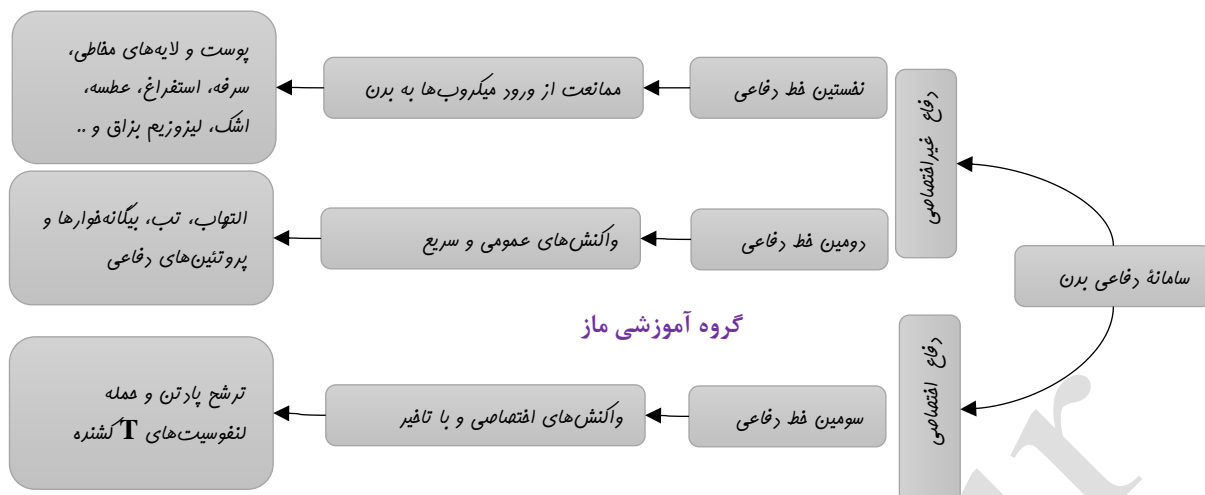 سامانهٔ دفاعی بدن
دفاع غیراختصاصی
نخستین خط دفاعی
ممانعت از ورود میکروب‌ها به بدن
پوست و لایه‌های مخاطی،
سرفه، استفراغ، عطسه،
اشک، لیزوزیم بزاق و ..
دومین خط دفاعی
واکنش‌های عمومی و سریع
التهاب، تب، بیگانه‌خوارها و
پروتئین‌های دفاعی
گروه آموزشی ماز
دفاع اختصاصی
سومین خط دفاعی
واکنش‌های اختصاصی و با تاخیر
ترشح پادتن و حمله
لنفوسیت‌های T کشنده